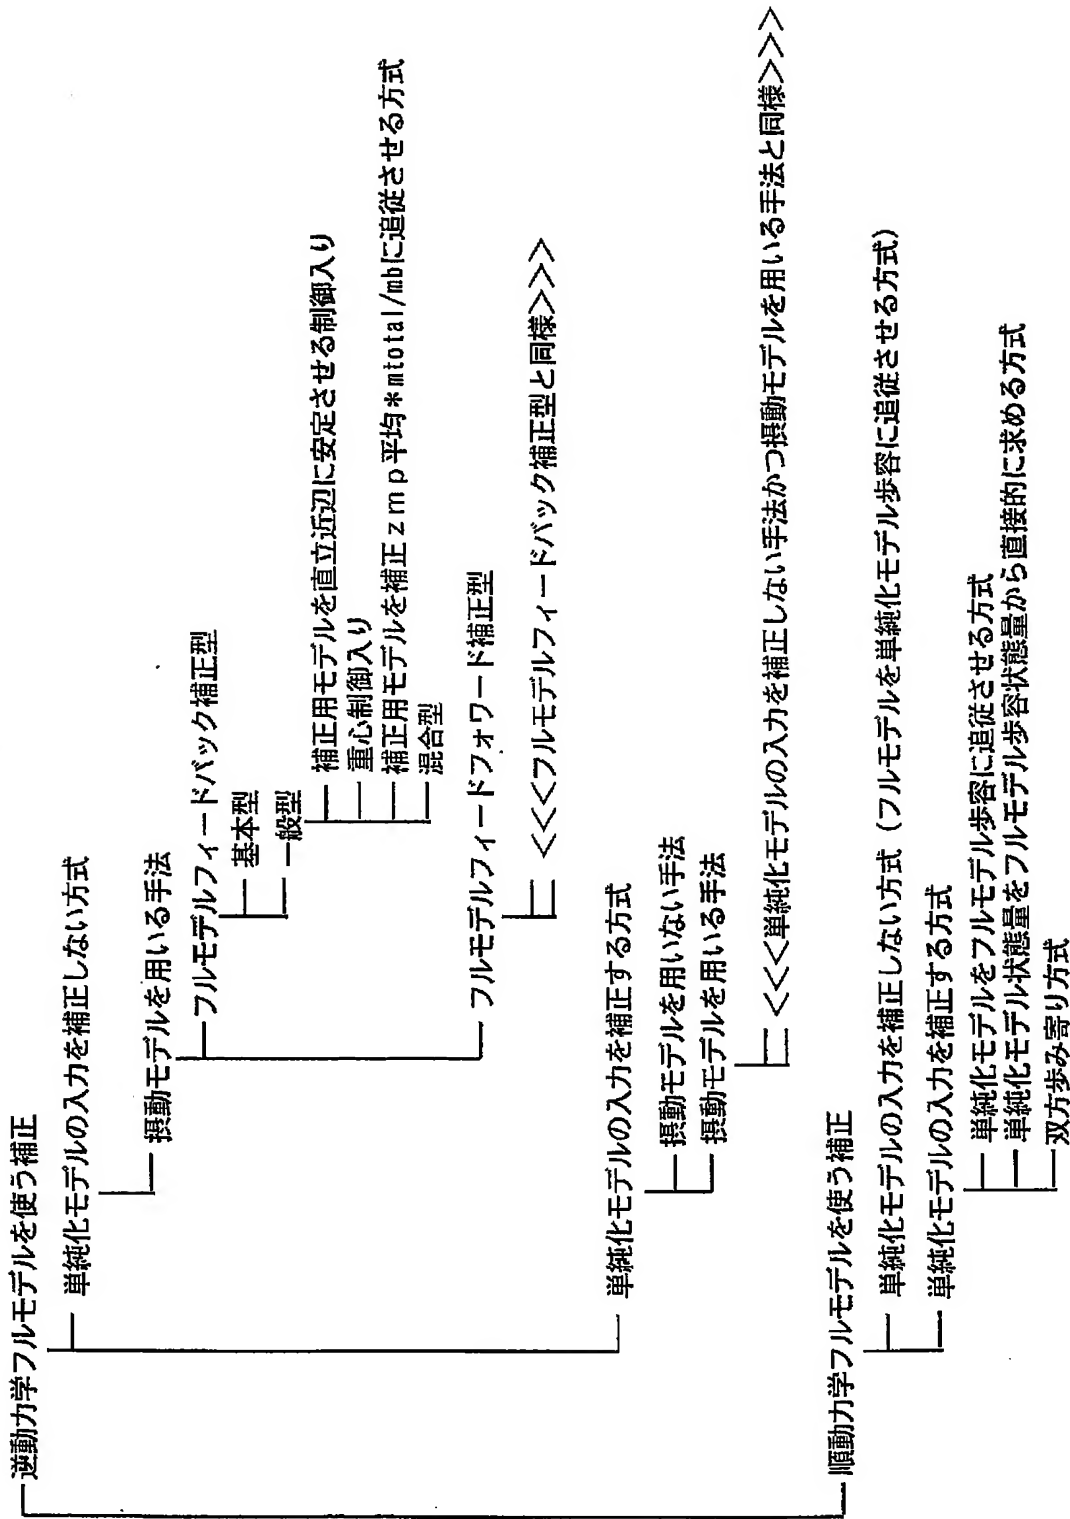 逆動力学フルモデルを使う補正
単純化モデルの入力を補正しない方式
摂動モデルを用いる手法
フルモデルフィードバック補正型
基本型
一般型
補正用モデルを直立近辺に安定させる制御入り
重心制御入り
補正用モデルを補正zmp平均*mtotal/mbに追従させる方式
混合型
フルモデルフィードフォワード補正型
<<<フルモデルフィードバック補正型と同様>>>
単純化モデルの入力を補正する方式
摂動モデルを用いない手法
摂動モデルを用いる手法
<<<単純化モデルの入力を補正しない手法かつ摂動モデルを用いる手法と同様>>>
順動力学フルモデルを使う補正
単純化モデルの入力を補正しない方式（フルモデルを単純化モデル歩容に追従させる方式）
単純化モデルの入力を補正する方式
単純化モデルをフルモデル歩容に追従させる方式
単純化モデル状態量をフルモデル歩容状態量から直接的に求める方式
双方歩み寄り方式